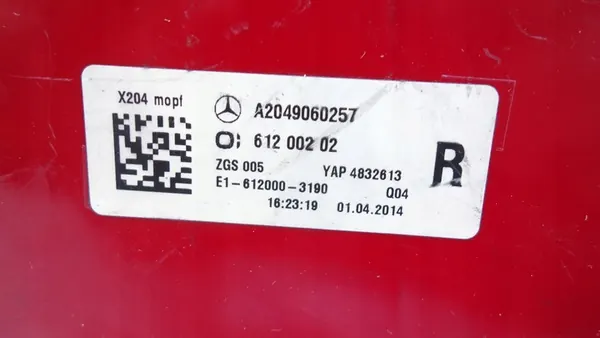 X204 mopf
A2049060257
612 002 02
ZGS 005 YAP 4832613
E1-612000-3190 Q04
16:23:19 01.04.2014
R